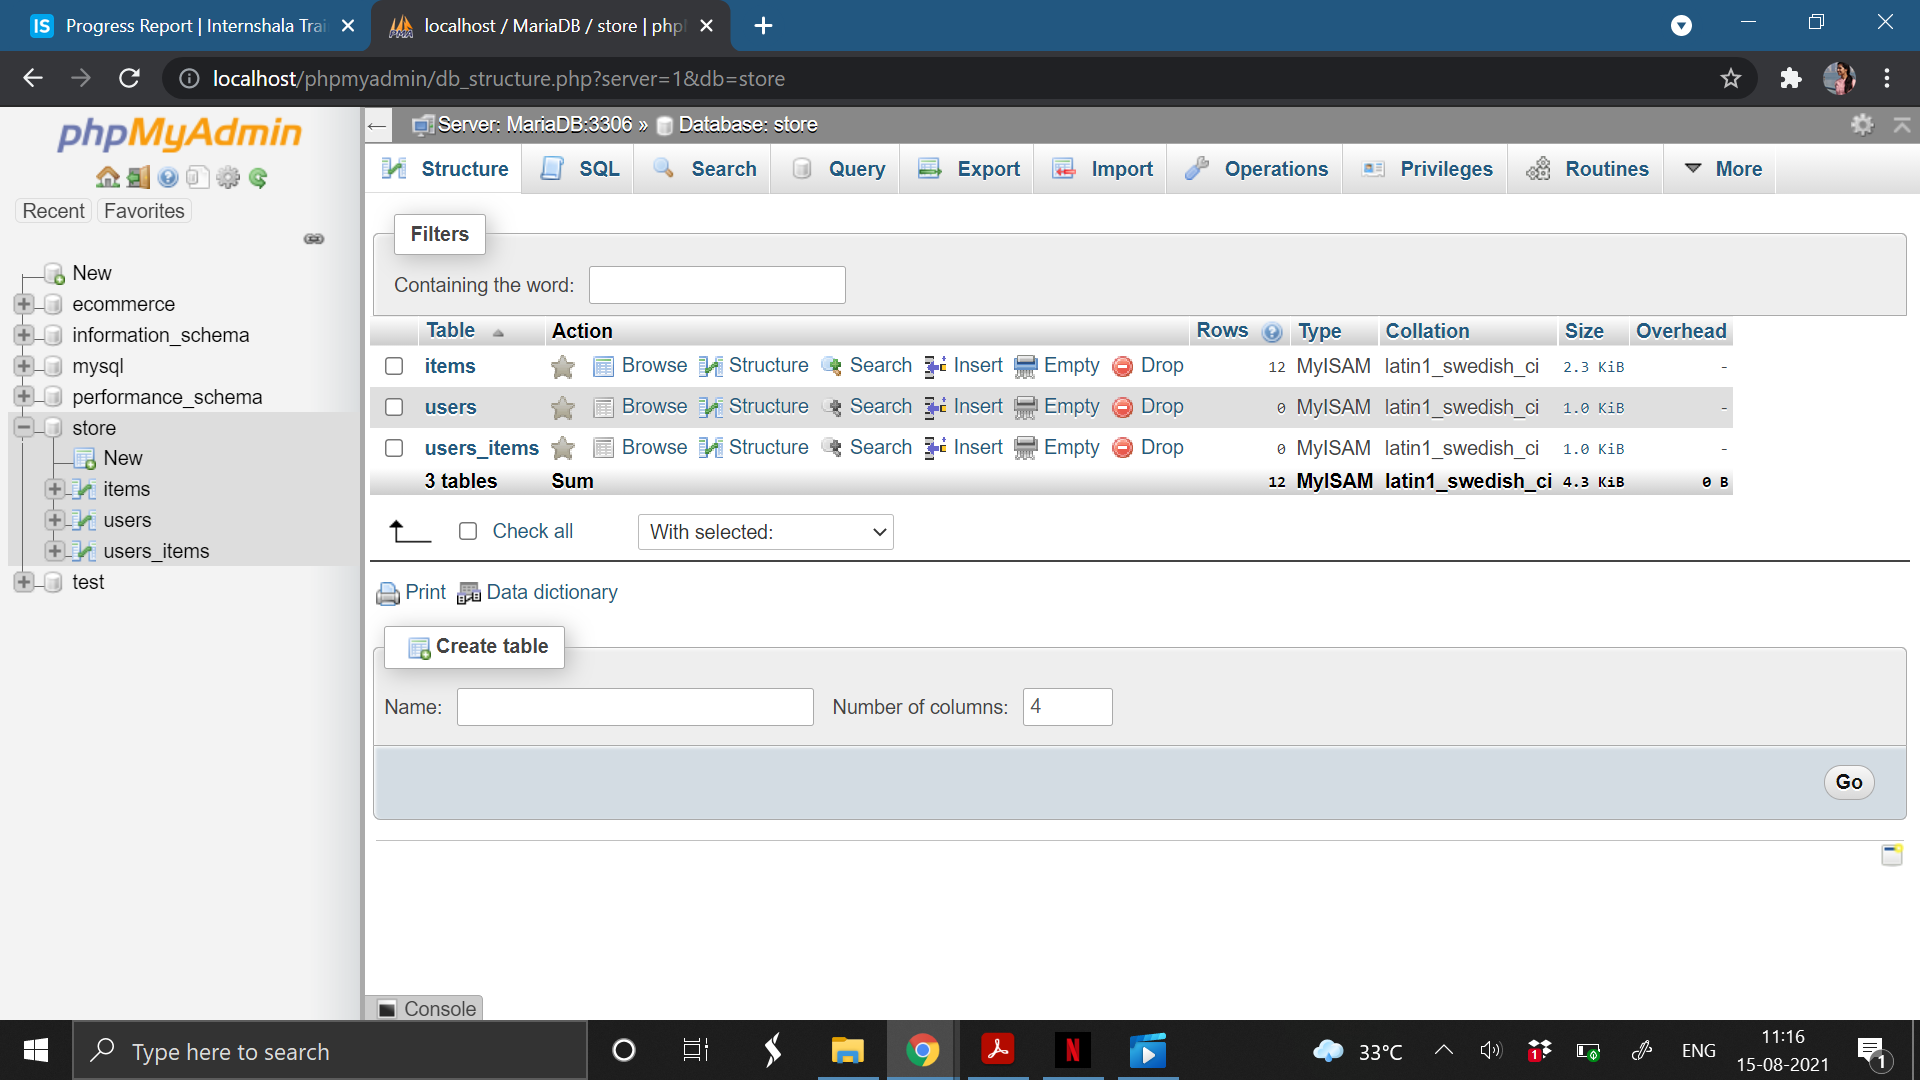 IS Progress Report | Internshala Trai
localhost / MariaDB / store | php
localhost/phpmyadmin/db_structure.php?server=1&db=store
phpMyAdmin
Recent Favorites
New
ecommerce
information_schema
mysql
performance_schema
store
New
items
users
users_items
test
Server: MariaDB:3306 » Database: store
Structure SQL Search Query Export Import Operations Privileges Routines More
Filters
Containing the word:
Table Action Rows Type Collation Size Overhead
items Browse Structure Search Insert Empty Drop 12 MyISAM latin1_swedish_ci 2.3 KiB -
users Browse Structure Search Insert Empty Drop 0 MyISAM latin1_swedish_ci 1.0 KiB -
users_items Browse Structure Search Insert Empty Drop 0 MyISAM latin1_swedish_ci 1.0 KiB -
3 tables Sum 12 MyISAM latin1_swedish_ci 4.3 KiB 0 B
Check all With selected:
Print Data dictionary
Create table
Name: Number of columns: 4
Go
Console
Type here to search
33°C
1
ENG
11:16
15-08-2021
1